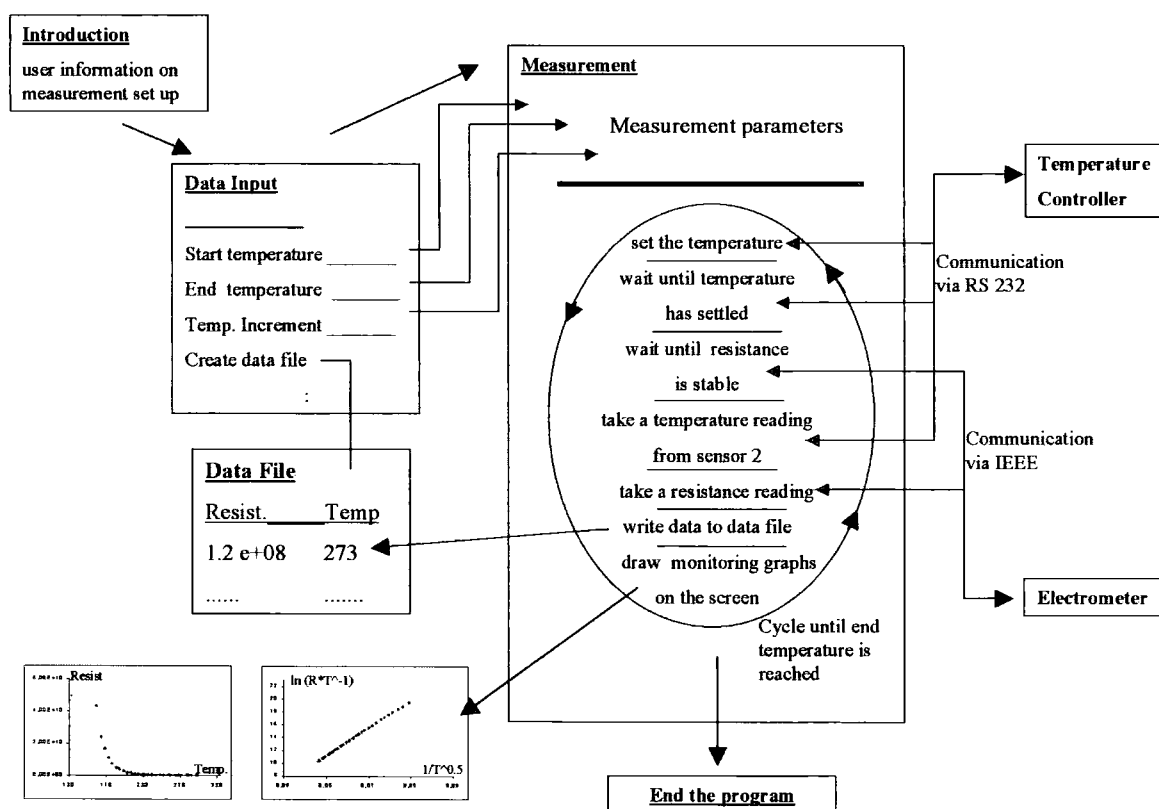 Introduction
user information on
measurement set up
Data Input
Start temperature
End temperature
Temp. Increment
Create data file
:
Data File
Resist. Temp
1.2 e+08 273
...... .......
Measurement
Measurement parameters
set the temperature
wait until temperature
has settled
wait until resistance
is stable
take a temperature reading
from sensor 2
take a resistance reading
write data to data file
draw monitoring graphs
on the screen
Cycle until end
temperature is
reached
Temperature
Controller
Communication
via RS 232
Communication
via IEEE
Electrometer
End the program
Resist
Temp.
ln (R*T^-1)
1/T^0.5